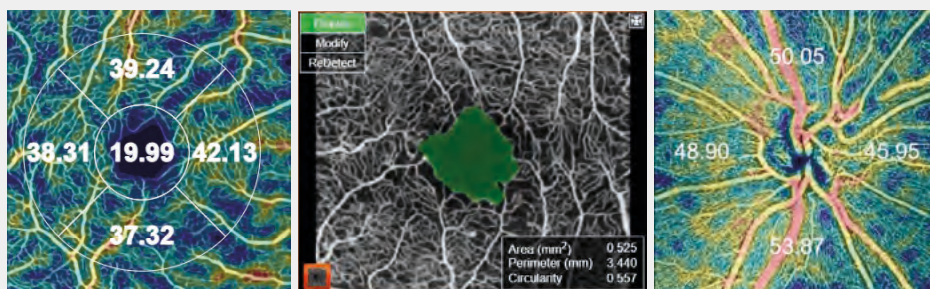 39.24
38.31 19.99 42.13
37.32
Modify
ReDetect
Area (mm²) 0.525
Perimeter (mm) 3.440
Circularity 0.557
50.05
48.90 45.95
53.87